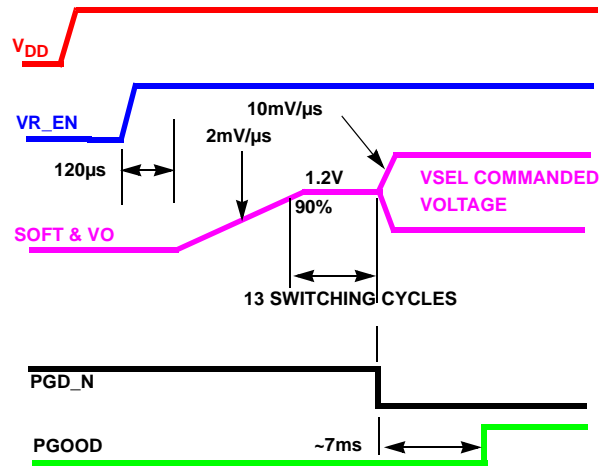 VDD
VR_EN
10mV/µs
2mV/µs
120µs
1.2V
VSEL COMMANDED
VOLTAGE
90%
SOFT & VO
13 SWITCHING CYCLES
PGD_N
PGOOD
~7ms